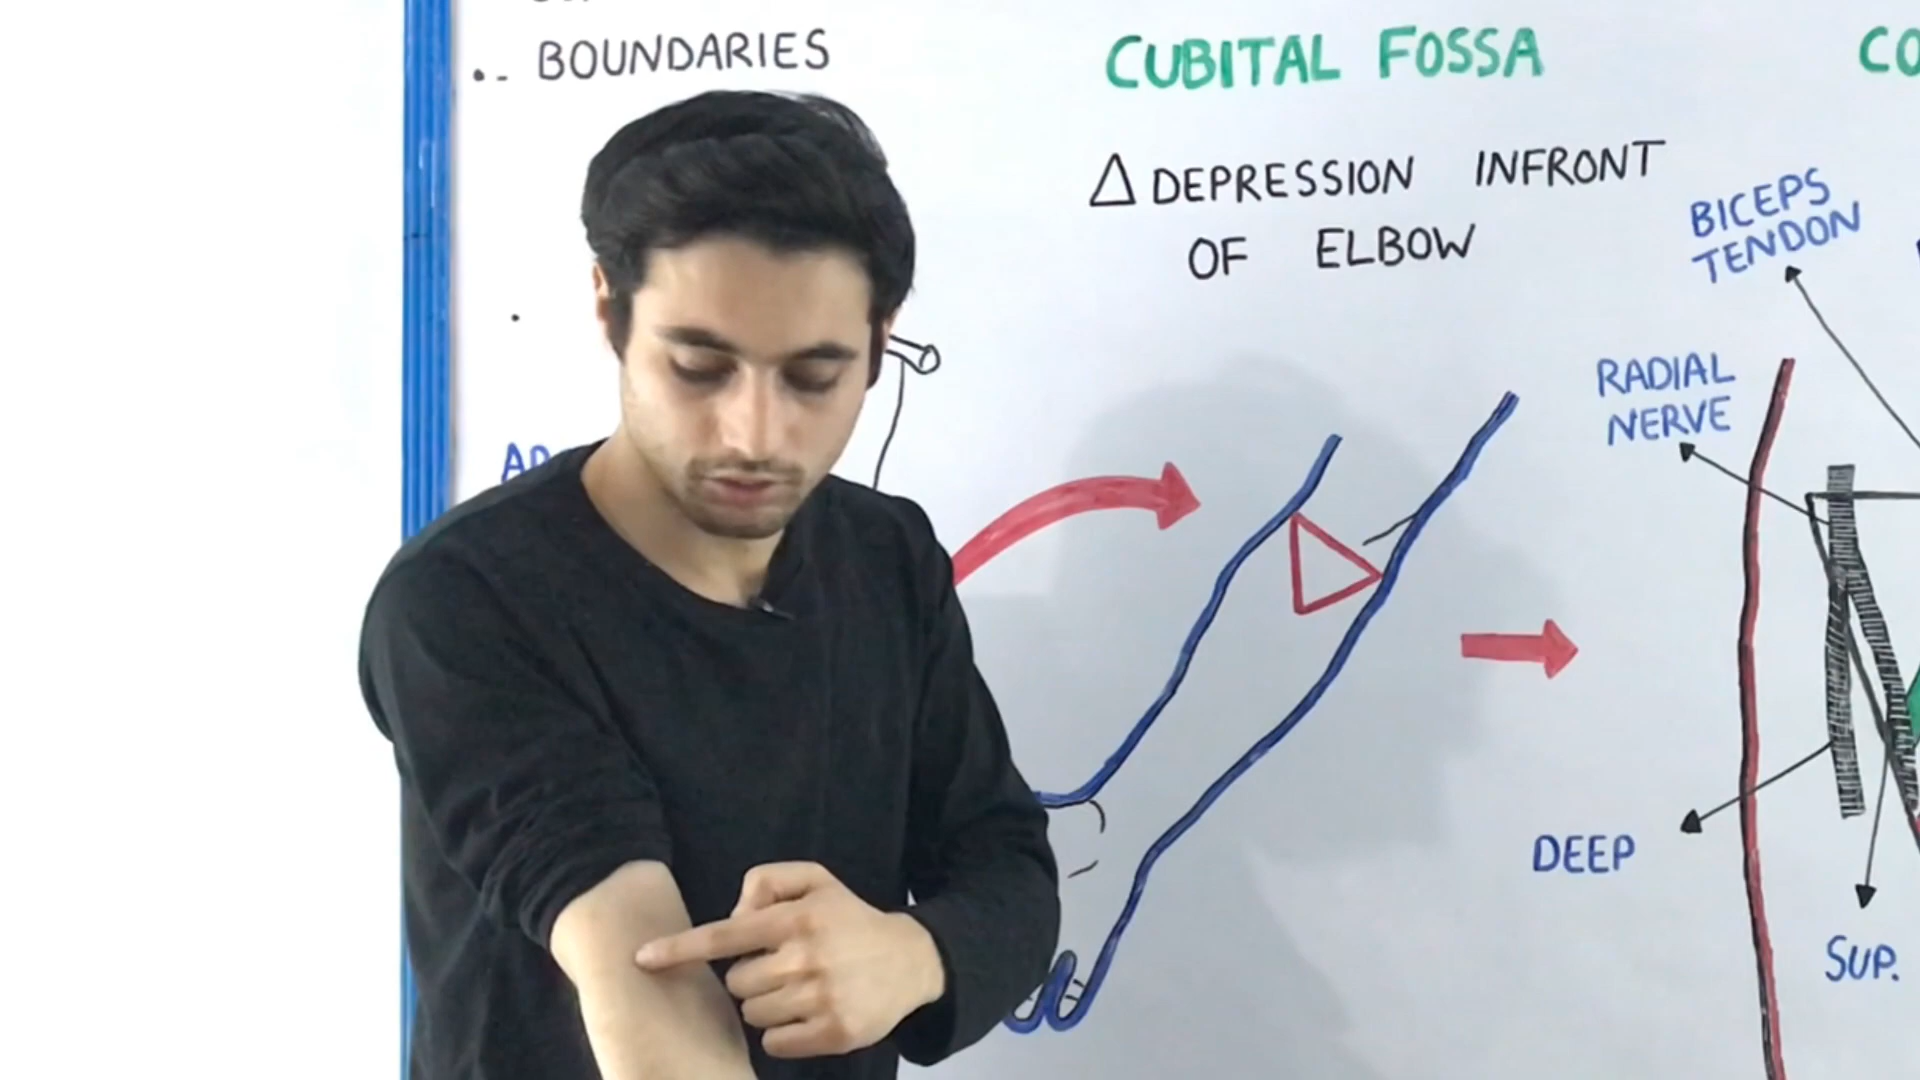 BOUNDARIES
CUBITAL FOSSA
Δ DEPRESSION INFRONT
OF ELBOW
BICEPS
TENDON
RADIAL
NERVE
DEEP
SUP.